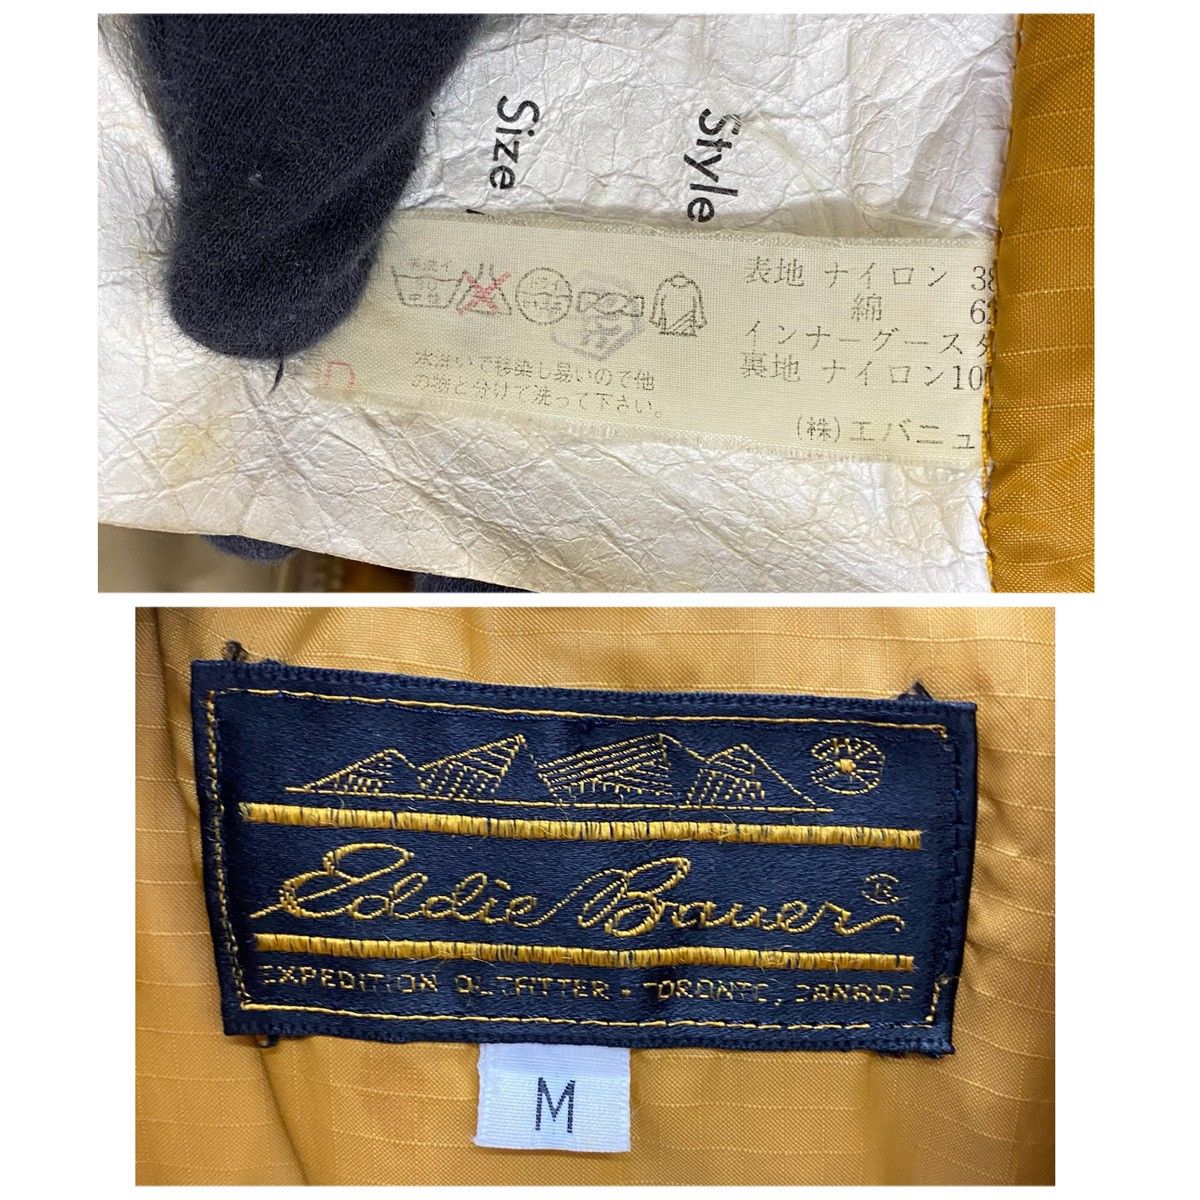 Size
Style
表地 ナイロン 38
綿 62
インナーグースダ
裏地 ナイロン100
水洗いで移染し易いので他
の物と分けて洗って下さい。
(株)エバニュ
Eddie Bauer ®
EXPEDITION OUTFITTER - TORONTO, CANADA
M